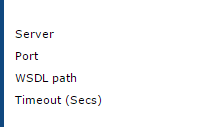 Server
Port
WSDL path
Timeout (Secs)